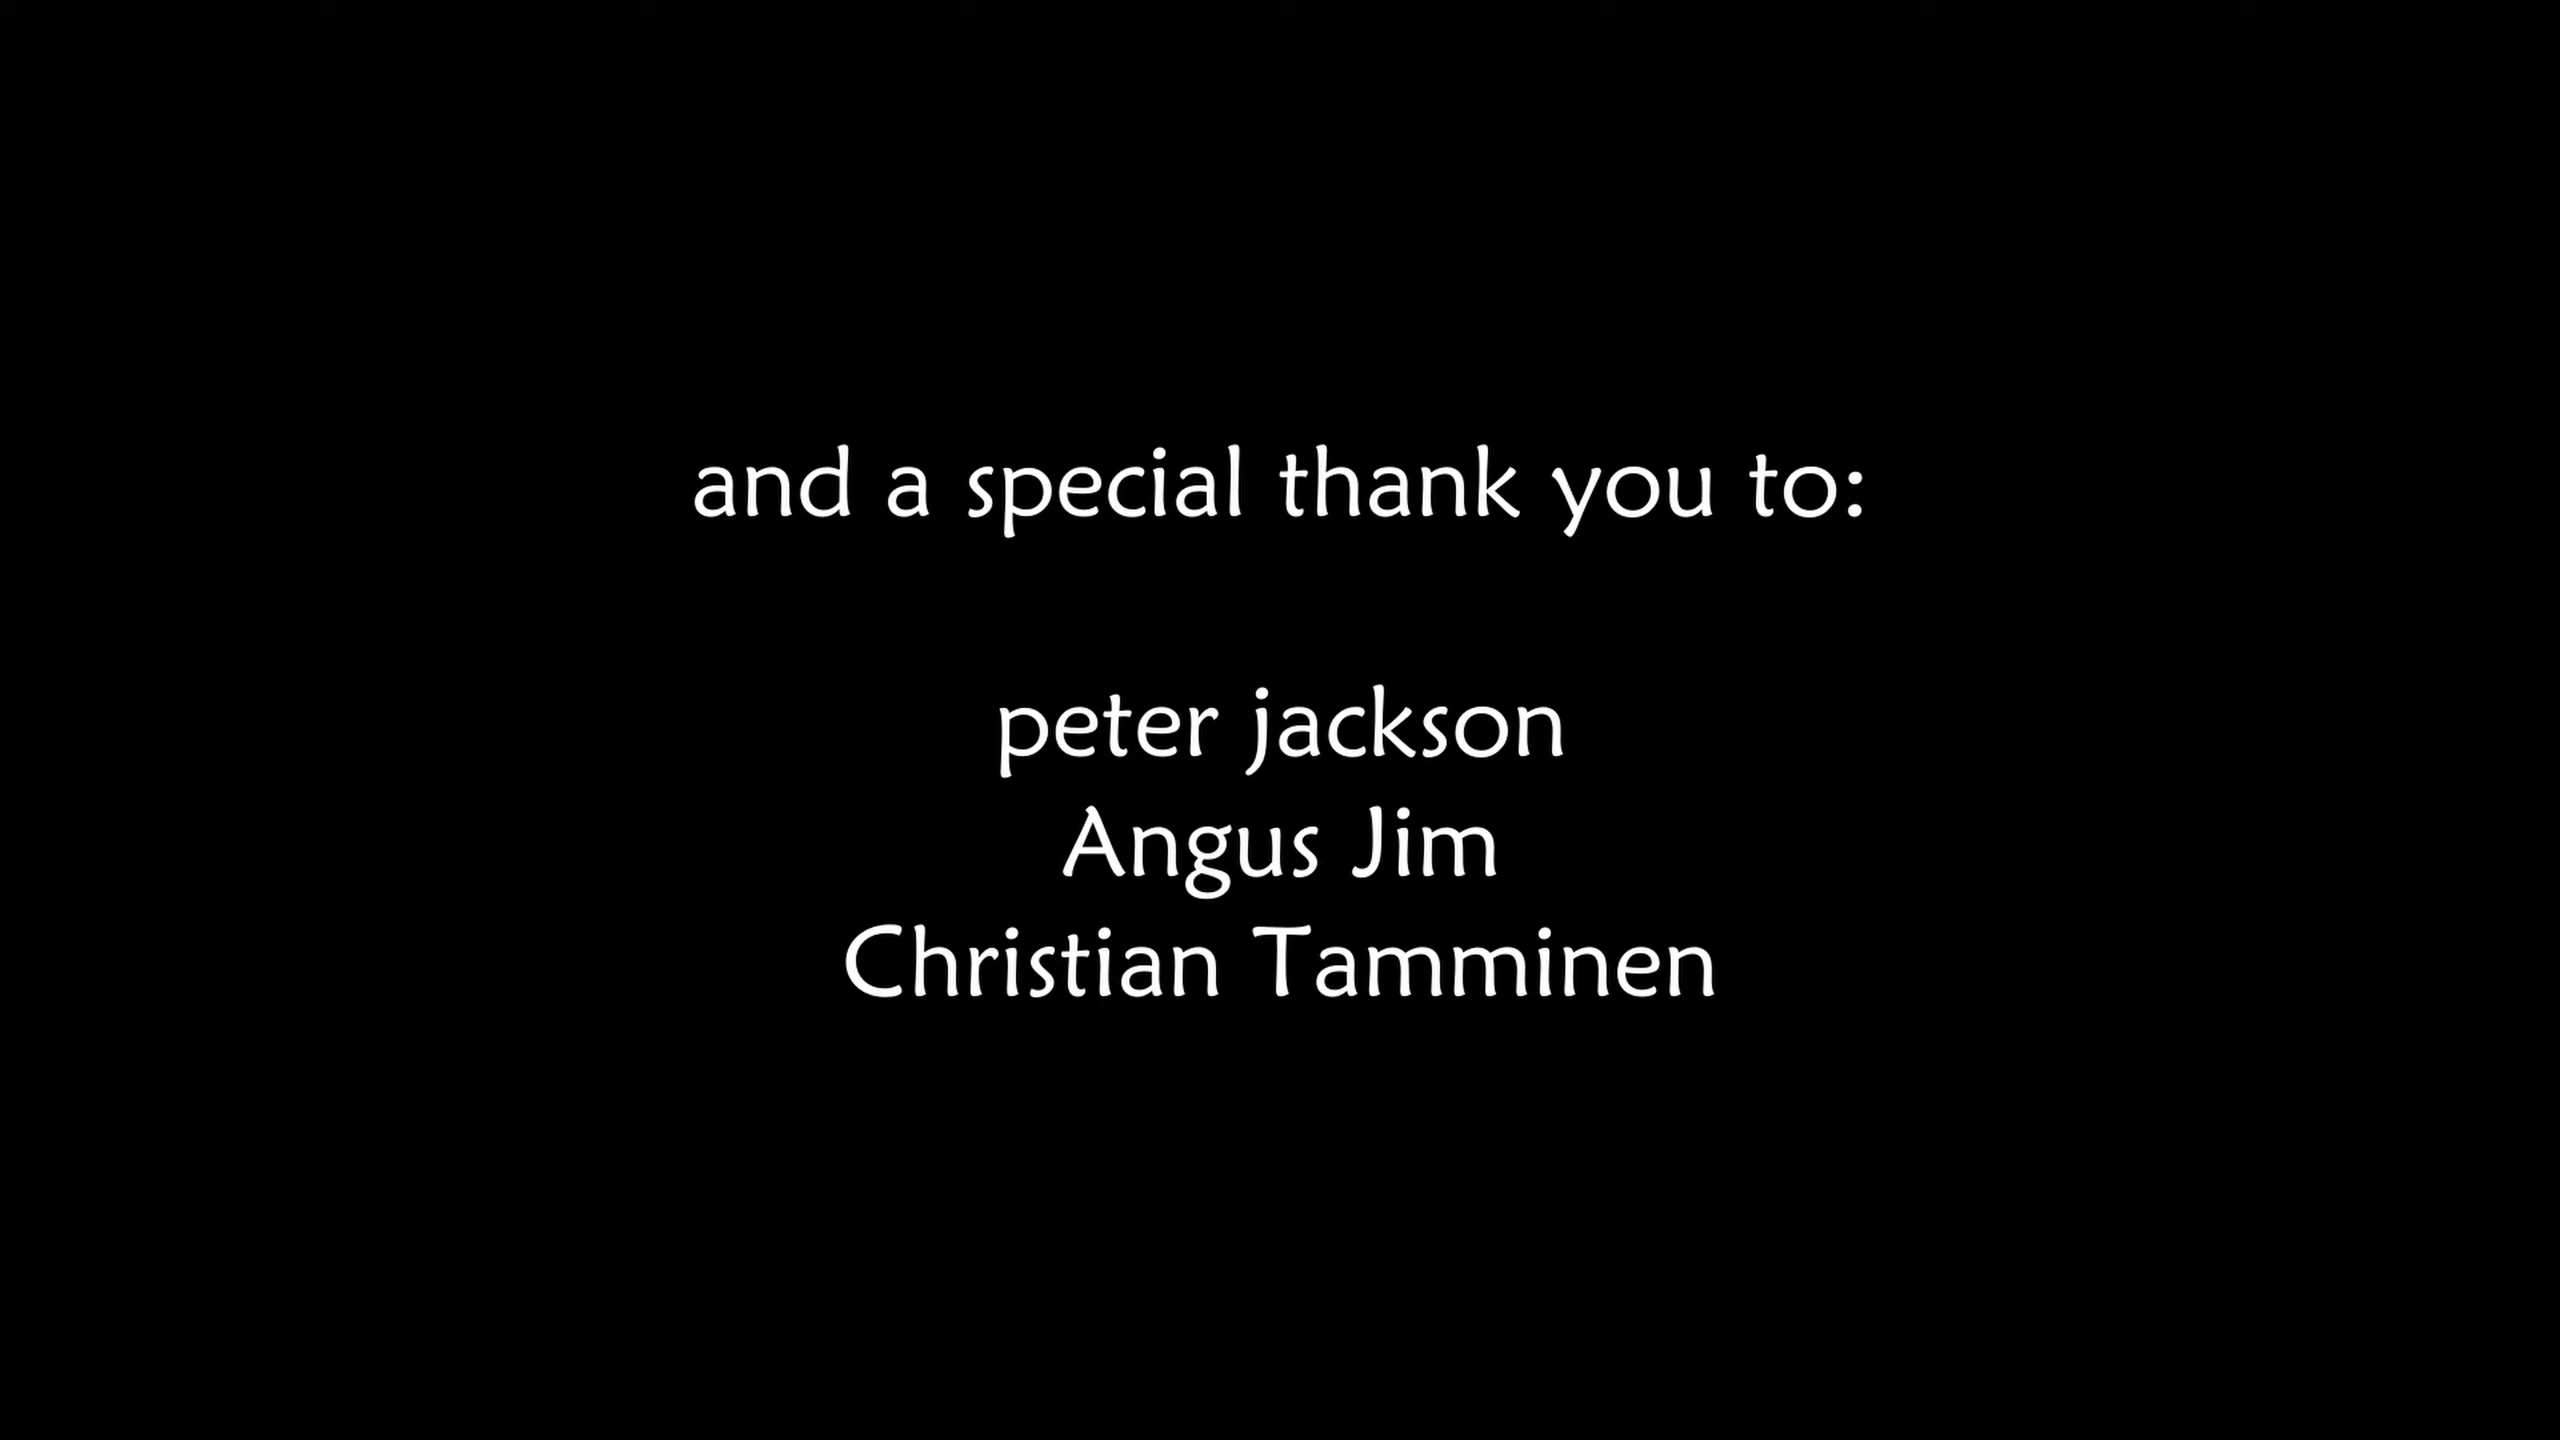 and a special thank you to:
peter jackson
Angus Jim
Christian Tamminen